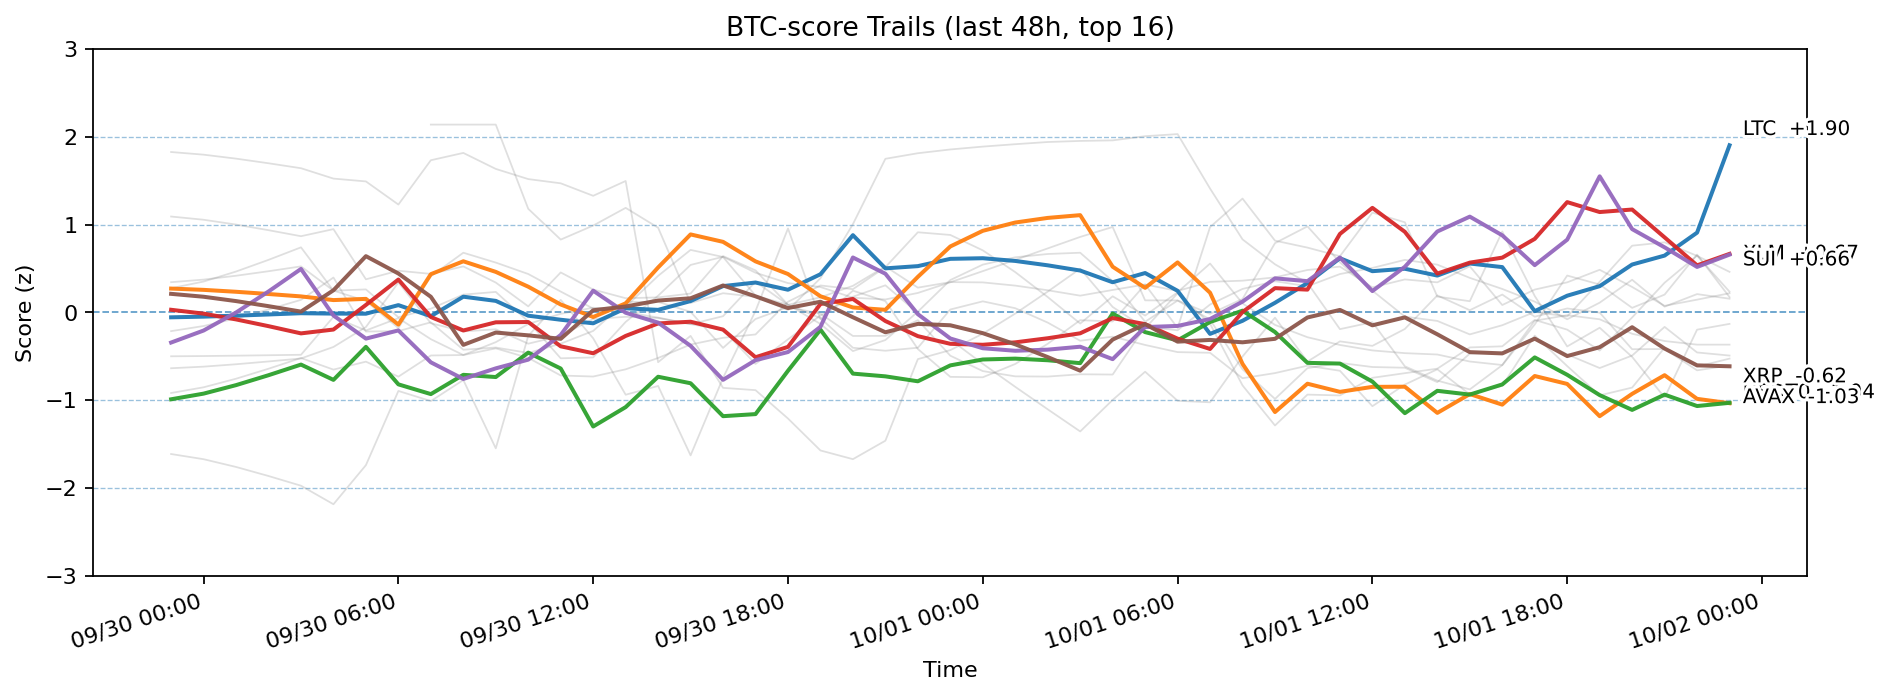 BTC-score Trails (last 48h, top 16)
Score (z)
3
2
1
0
−1
−2
−3
LTC +1.90
SUI +0.66
XRP -0.62
AVAX -1.03
09/30 00:00
09/30 06:00
09/30 12:00
09/30 18:00
10/01 00:00
10/01 06:00
10/01 12:00
10/01 18:00
10/02 00:00
Time